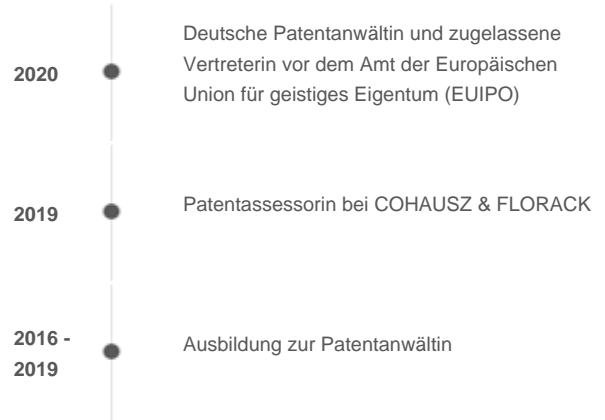 2020
Deutsche Patentanwältin und zugelassene
Vertreterin vor dem Amt der Europäischen
Union für geistiges Eigentum (EUIPO)
2019
Patentassessorin bei COHAUSZ & FLORACK
2016 -
2019
Ausbildung zur Patentanwältin